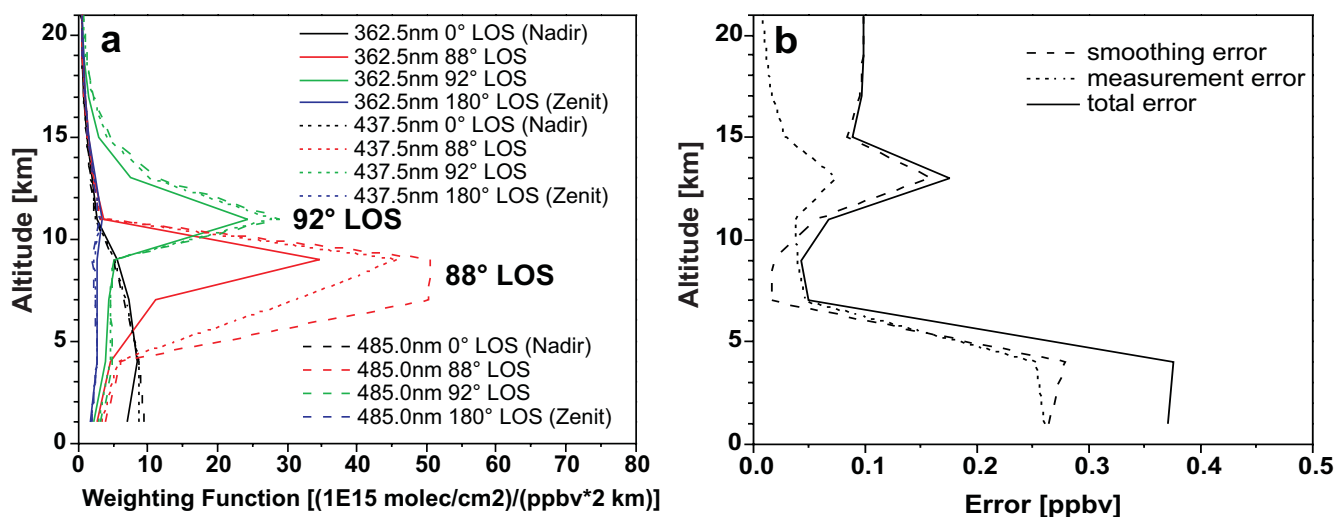 a
362.5nm 0° LOS (Nadir)
362.5nm 88° LOS
362.5nm 92° LOS
362.5nm 180° LOS (Zenit)
437.5nm 0° LOS (Nadir)
437.5nm 88° LOS
437.5nm 92° LOS
437.5nm 180° LOS (Zenit)
92° LOS
88° LOS
485.0nm 0° LOS (Nadir)
485.0nm 88° LOS
485.0nm 92° LOS
485.0nm 180° LOS (Zenit)
Altitude [km]
20
15
10
5
0
0 10 20 30 40 50 60 70 80
Weighting Function [(1E15 molec/cm2)/(ppbv*2 km)]
b
smoothing error
measurement error
total error
Altitude [km]
20
15
10
5
0
0.0 0.1 0.2 0.3 0.4 0.5
Error [ppbv)